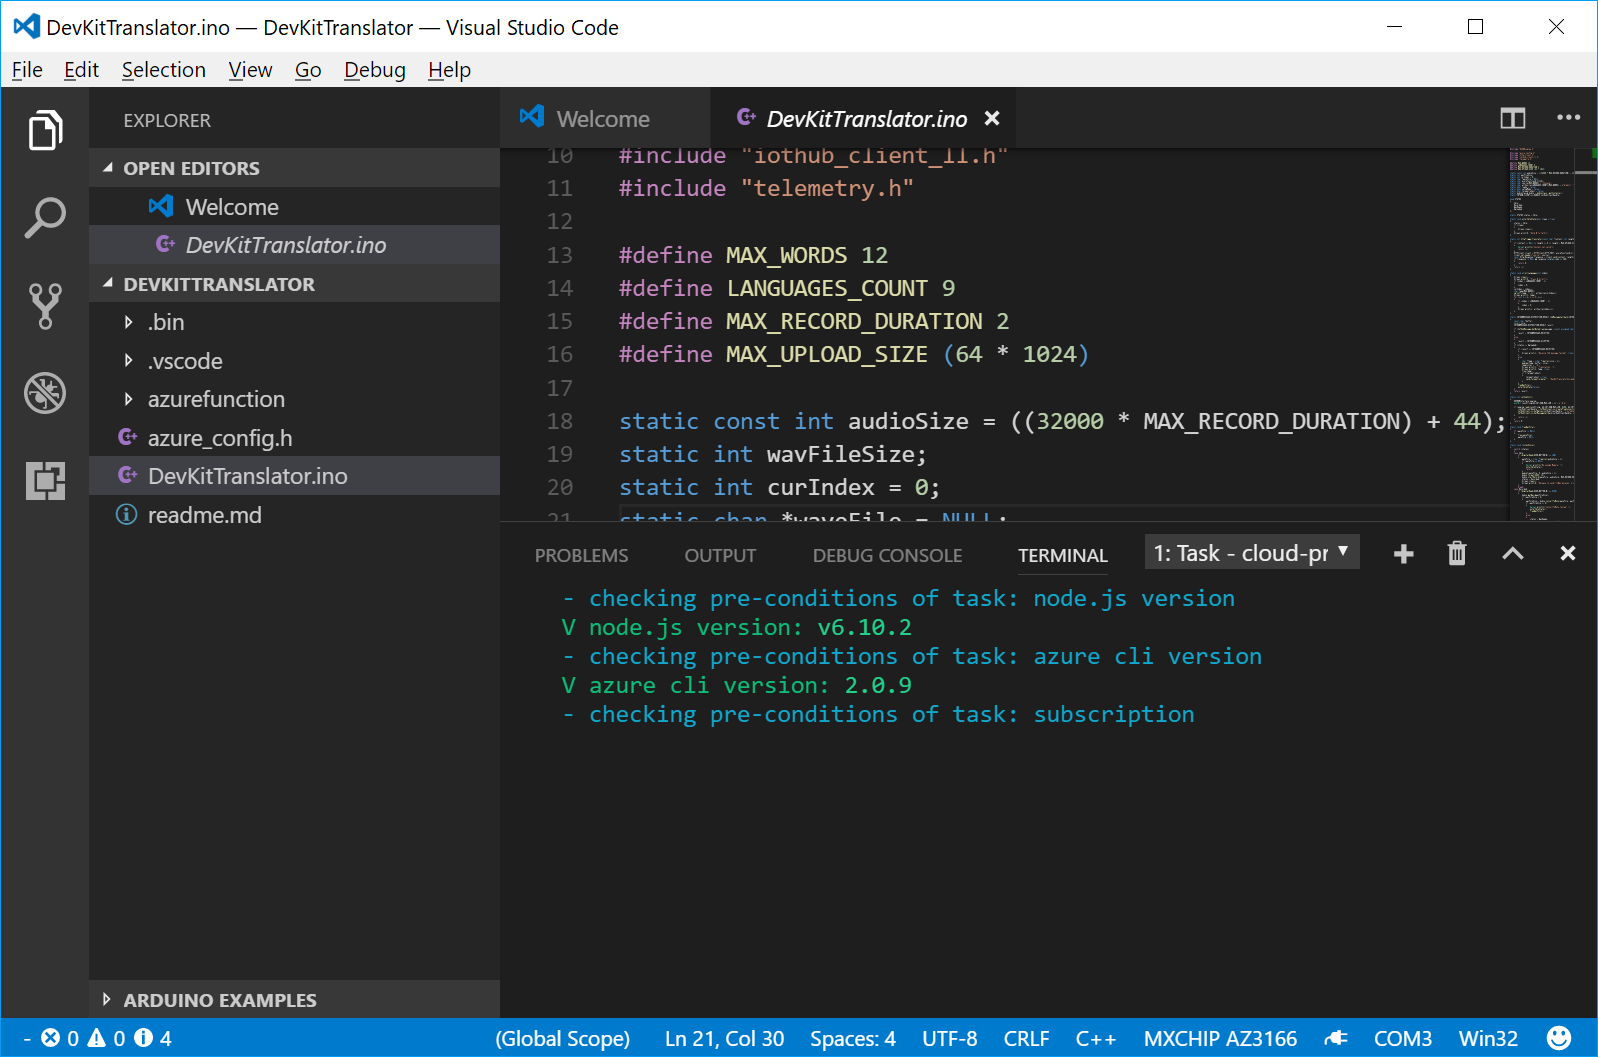 DevKitTranslator.ino — DevKitTranslator — Visual Studio Code
File Edit Selection View Go Debug Help
EXPLORER
OPEN EDITORS
Welcome
DevKitTranslator.ino
DEVKITTRANSLATOR
.bin
.vscode
azurefunction
azure_config.h
DevKitTranslator.ino
readme.md
ARDUINO EXAMPLES
Welcome DevKitTranslator.ino
10 #include "iothub_client_ll.h"
11 #include "telemetry.h"
12
13 #define MAX_WORDS 12
14 #define LANGUAGES_COUNT 9
15 #define MAX_RECORD_DURATION 2
16 #define MAX_UPLOAD_SIZE (64 * 1024)
17
18 static const int audioSize = ((32000 * MAX_RECORD_DURATION) + 44);
19 static int wavFileSize;
20 static int curIndex = 0;
21 static char *waveFile = NULL;
PROBLEMS OUTPUT DEBUG CONSOLE TERMINAL 1: Task - cloud-pr
- checking pre-conditions of task: node.js version
V node.js version: v6.10.2
- checking pre-conditions of task: azure cli version
V azure cli version: 2.0.9
- checking pre-conditions of task: subscription
- 0 0 4 (Global Scope) Ln 21, Col 30 Spaces: 4 UTF-8 CRLF C++ MXCHIP AZ3166 COM3 Win32